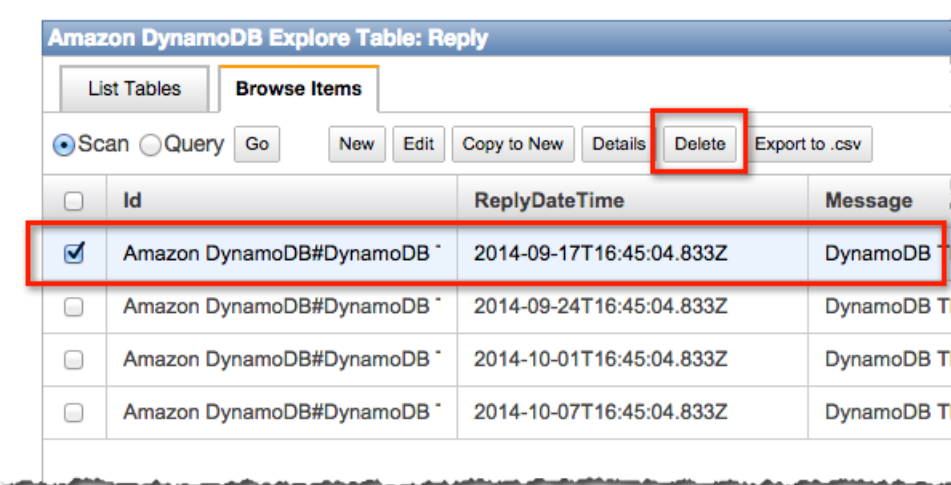 Amazon DynamoDB Explore Table: Reply
List Tables Browse Items
Scan Query Go New Edit Copy to New Details Delete Export to .csv
Id ReplyDateTime Message
Amazon DynamoDB#DynamoDB 2014-09-17T16:45:04.833Z DynamoDB
Amazon DynamoDB#DynamoDB 2014-09-24T16:45:04.833Z DynamoDB
Amazon DynamoDB#DynamoDB 2014-10-01T16:45:04.833Z DynamoDB
Amazon DynamoDB#DynamoDB 2014-10-07T16:45:04.833Z DynamoDB